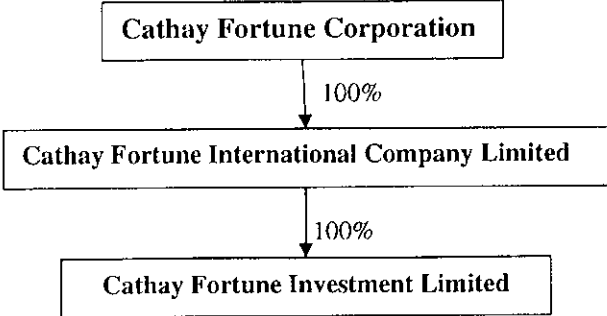 Cathay Fortune Corporation
100%
Cathay Fortune International Company Limited
100%
Cathay Fortune Investment Limited